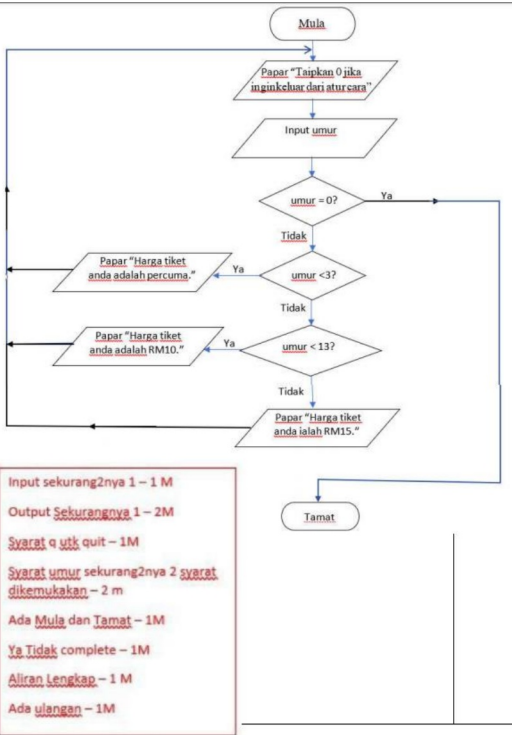 Mula
Papar "Taipkan 0 jika
inginkeluar dari atur cara"
Input umur
umur = 0?
Ya
Tidak
Papar "Harga tiket
anda adalah percuma."
Ya
umur <3?
Tidak
Papar "Harga tiket
anda adalah RM10."
Ya
umur < 13?
Tidak
Papar "Harga tiket
anda ialah RM15."
Tamat
Input sekurang2nya 1 – 1 M
Output Sekurangnya 1 – 2M
Syarat q utk quit – 1M
Syarat umur sekurang2nya 2 syarat
dikemukakan – 2 m
Ada Mula dan Tamat – 1M
Ya Tidak complete – 1M
Aliran Lengkap – 1 M
Ada ulangan – 1M